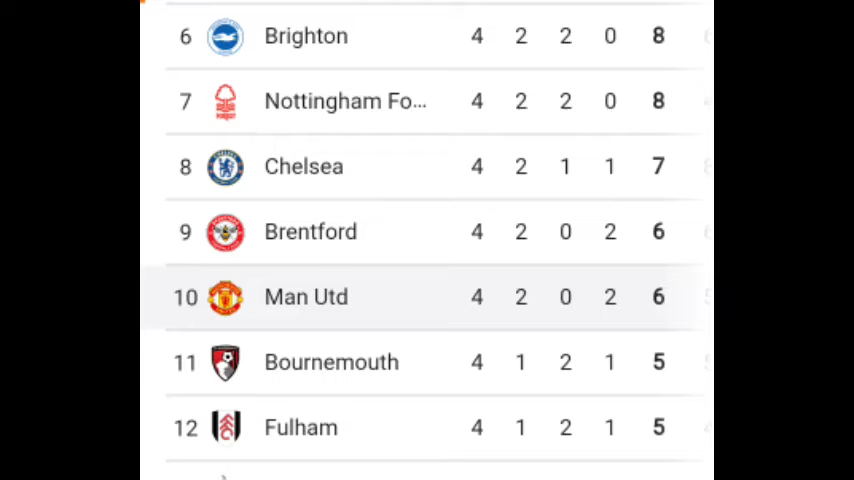 6 Brighton 4 2 2 0 8
7 Nottingham Fo... 4 2 2 0 8
8 Chelsea 4 2 1 1 7
9 Brentford 4 2 0 2 6
10 Man Utd 4 2 0 2 6
11 Bournemouth 4 1 2 1 5
12 Fulham 4 1 2 1 5